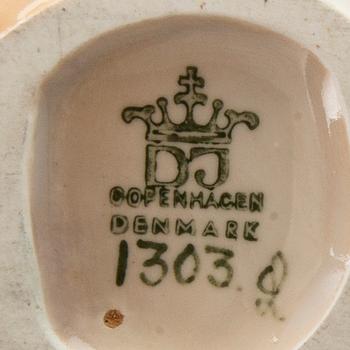 DJ
COPENHAGEN
DENMARK
1303.